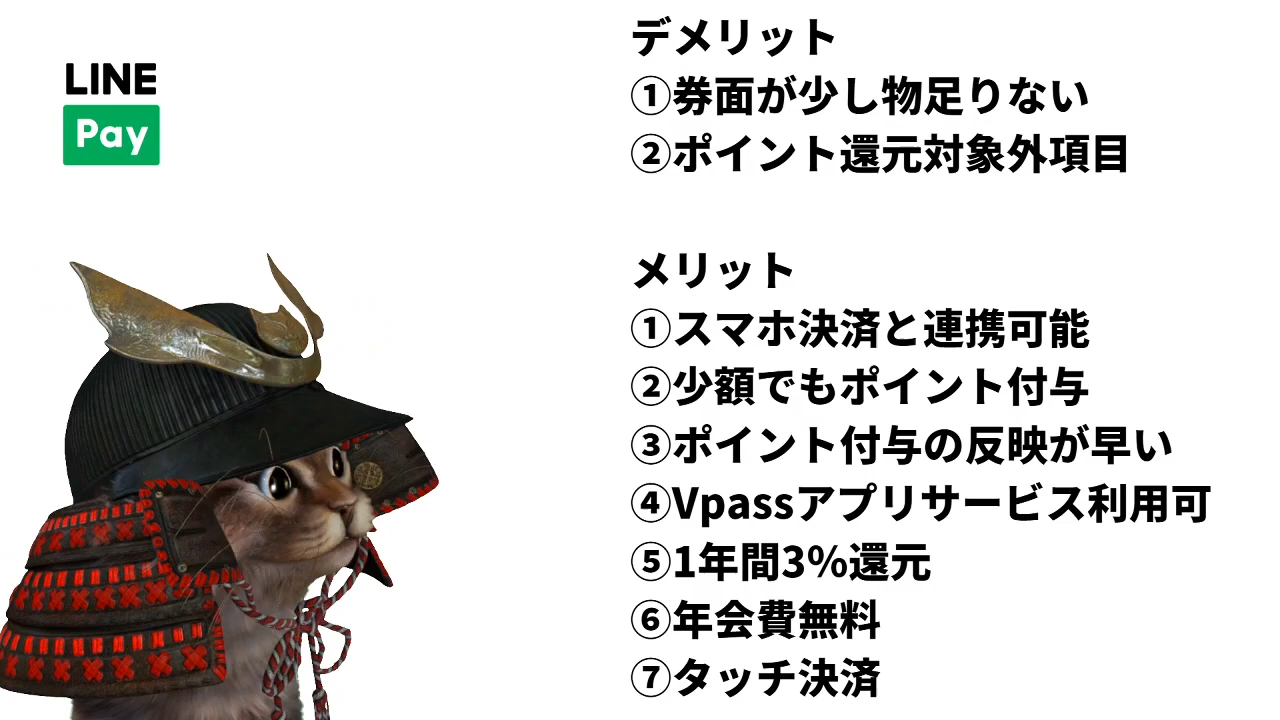 LINE
Pay
デメリット
①券面が少し物足りない
②ポイント還元対象外項目
メリット
①スマホ決済と連携可能
②少額でもポイント付与
③ポイント付与の反映が早い
④Vpassアプリサービス利用可
⑤1年間3%還元
⑥年会費無料
⑦タッチ決済